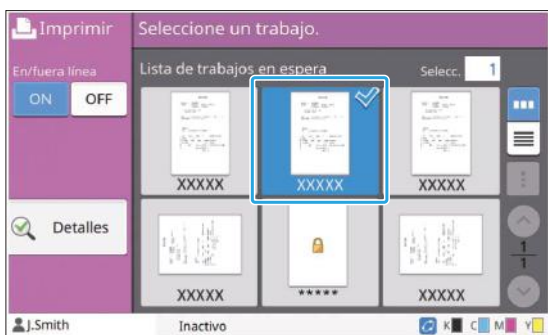 Imprimir
Seleccione un trabajo.
En/fuera línea
Lista de trabajos en espera
Selecc. 1
ON OFF
XXXXX XXXXX XXXXX
Detalles
1
1
XXXXX ***** XXXXX
J.Smith
Inactivo
K C M Y